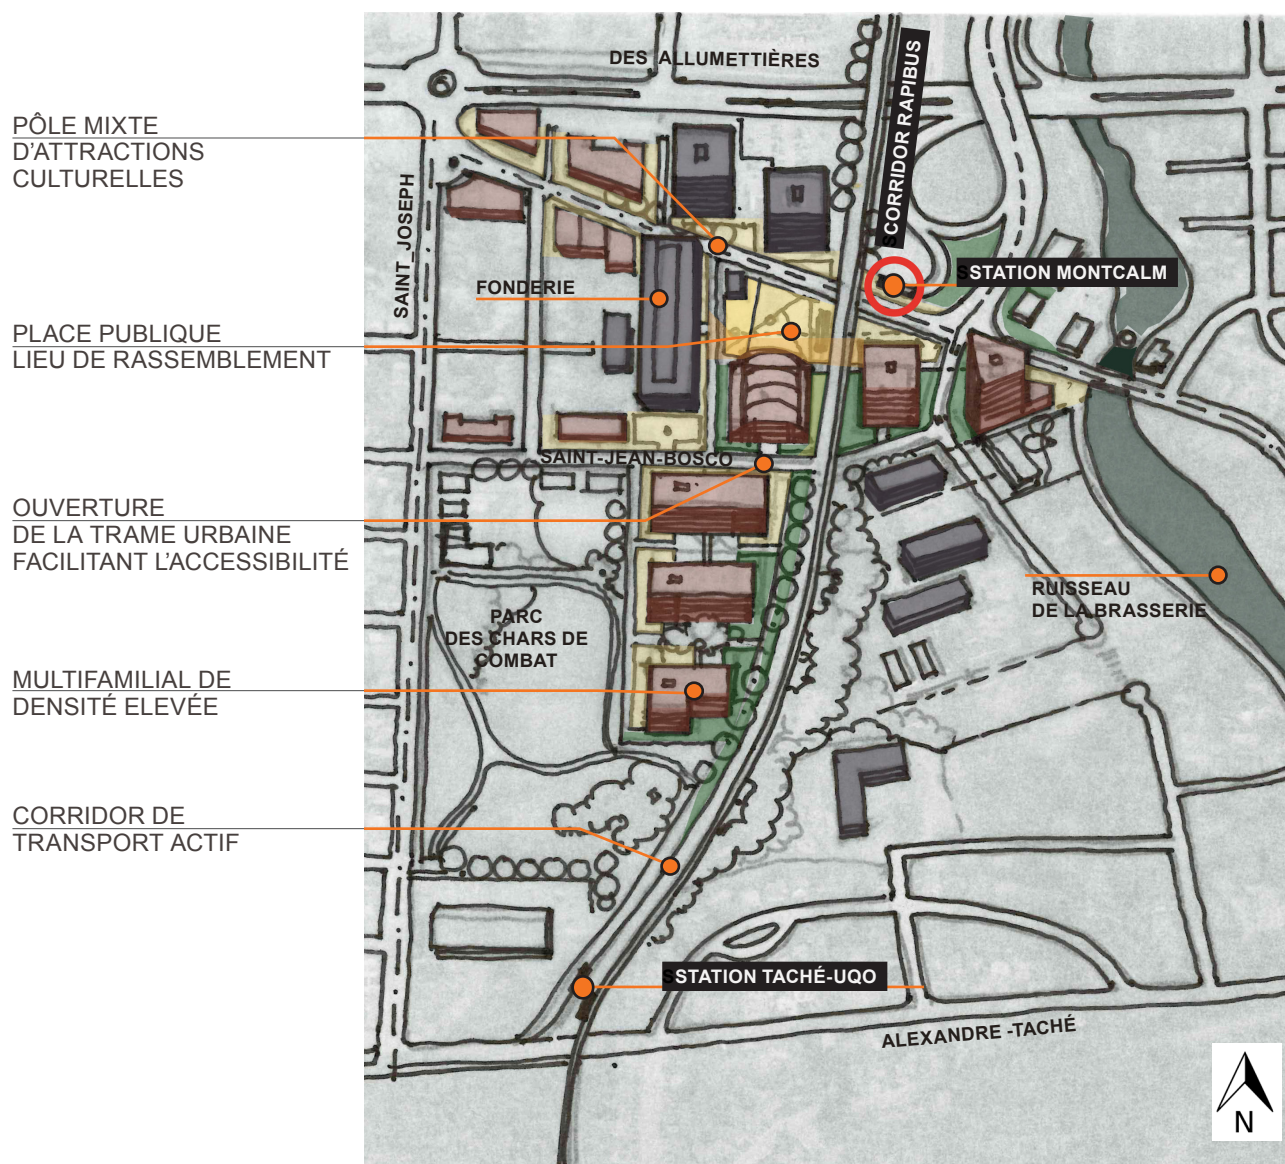 DES ALLUMETTIÈRES
CORRIDOR RAPIBUS
PÔLE MIXTE
D'ATTRACTIONS
CULTURELLES
SAINT_JOSEPH
STATION MONTCALM
FONDERIE
PLACE PUBLIQUE
LIEU DE RASSEMBLEMENT
SAINT-JEAN-BOSCO
OUVERTURE
DE LA TRAME URBAINE
FACILITANT L'ACCESSIBILITÉ
RUISSEAU
DE LA BRASSERIE
PARC
DES CHARS DE
COMBAT
MULTIFAMILIAL DE
DENSITÉ ELEVÉE
CORRIDOR DE
TRANSPORT ACTIF
STATION TACHÉ-UQO
ALEXANDRE -TACHÉ
N